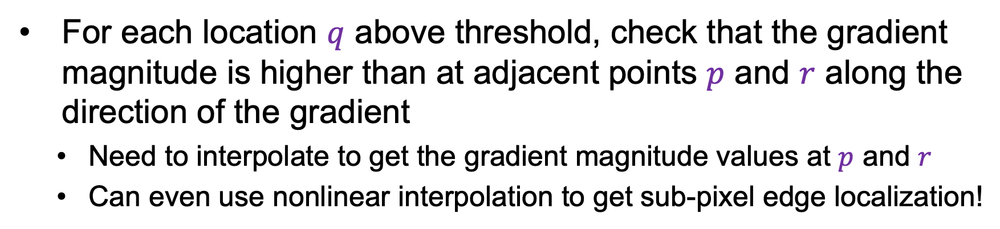 • For each location q above threshold, check that the gradient
magnitude is higher than at adjacent points p and r along the
direction of the gradient
• Need to interpolate to get the gradient magnitude values at p and r
• Can even use nonlinear interpolation to get sub-pixel edge localization!